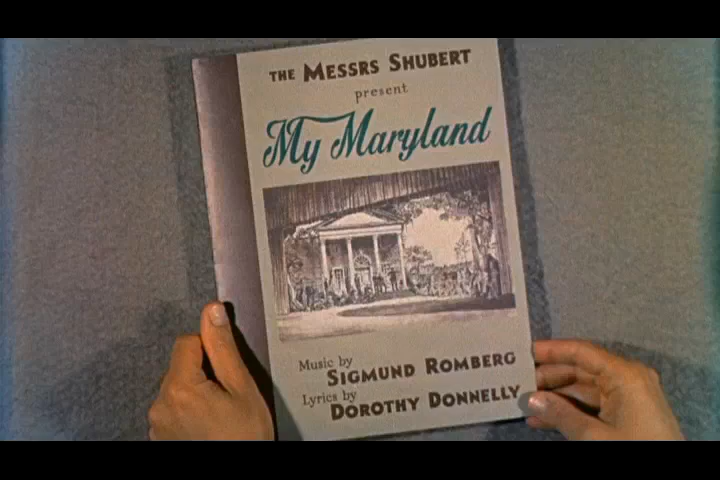 THE MESSRS SHUBERT
present
My Maryland
Music by
SIGMUND ROMBERG
Lyrics by
DOROTHY DONNELLY